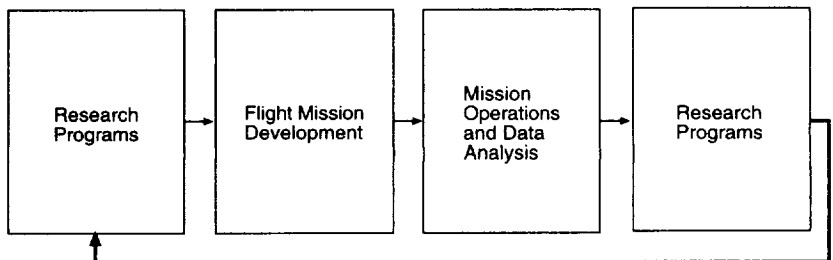 Research
Programs
Flight Mission
Development
Mission
Operations
and Data
Analysis
Research
Programs